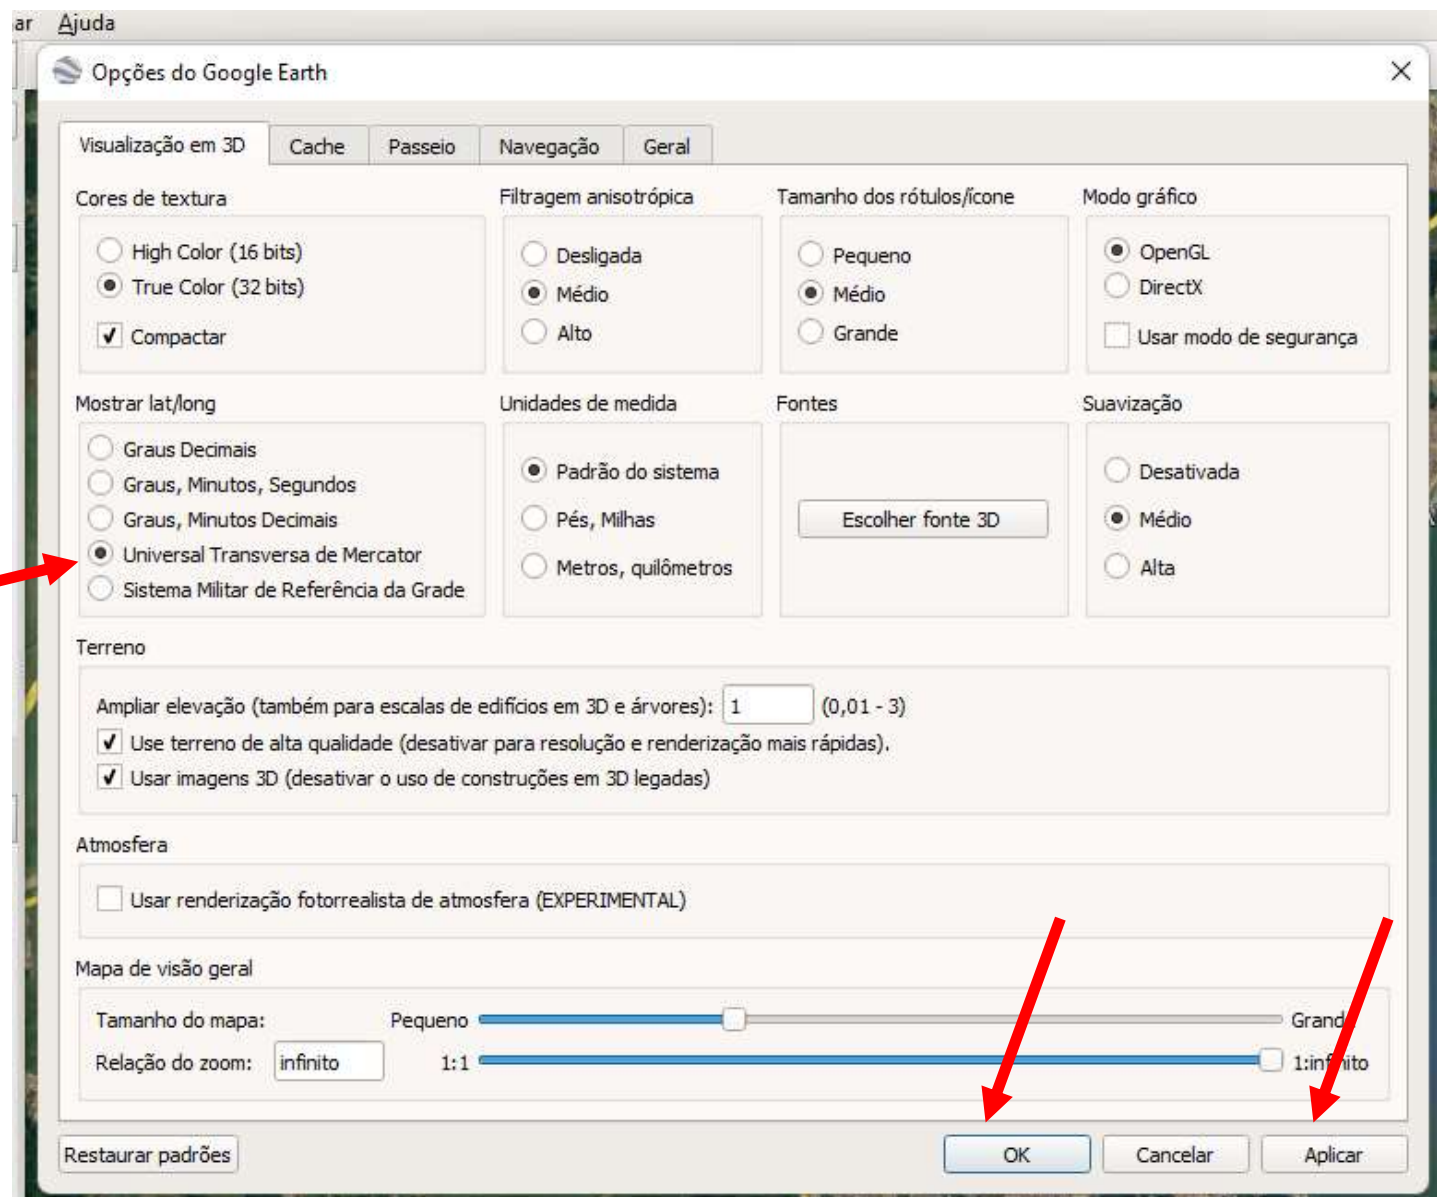 ar Ajuda
Opções do Google Earth
Visualização em 3D Cache Passeio Navegação Geral
Cores de textura Filtragem anisotrópica Tamanho dos rótulos/ícone Modo gráfico
High Color (16 bits) Desligada Pequeno OpenGL
True Color (32 bits) Médio Médio DirectX
Compactar Alto Grande Usar modo de segurança
Mostrar lat/long Unidades de medida Fontes Suavização
Graus Decimais
Graus, Minutos, Segundos Padrão do sistema Desativada
Graus, Minutos Decimais Pés, Milhas Escolher fonte 3D Médio
Universal Transversa de Mercator Metros, quilômetros Alta
Sistema Militar de Referência da Grade
Terreno
Ampliar elevação (também para escalas de edifícios em 3D e árvores): 1 (0,01 - 3)
Use terreno de alta qualidade (desativar para resolução e renderização mais rápidas).
Usar imagens 3D (desativar o uso de construções em 3D legadas)
Atmosfera
Usar renderização fotorrealista de atmosfera (EXPERIMENTAL)
Mapa de visão geral
Tamanho do mapa: Pequeno Grande
Relação do zoom: infinito 1:1 1:infinito
Restaurar padrões OK Cancelar Aplicar